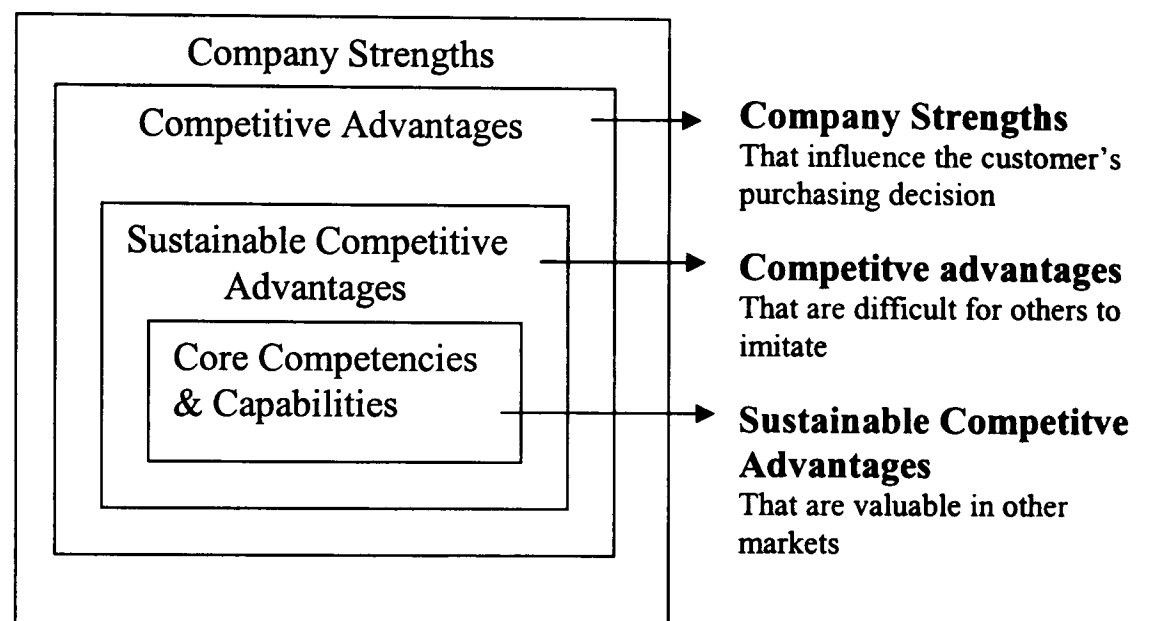 Company Strengths
Competitive Advantages
Sustainable Competitive
Advantages
Core Competencies
& Capabilities
Company Strengths
That influence the customer's
purchasing decision
Competitve advantages
That are difficult for others to
imitate
Sustainable Competitve
Advantages
That are valuable in other
markets